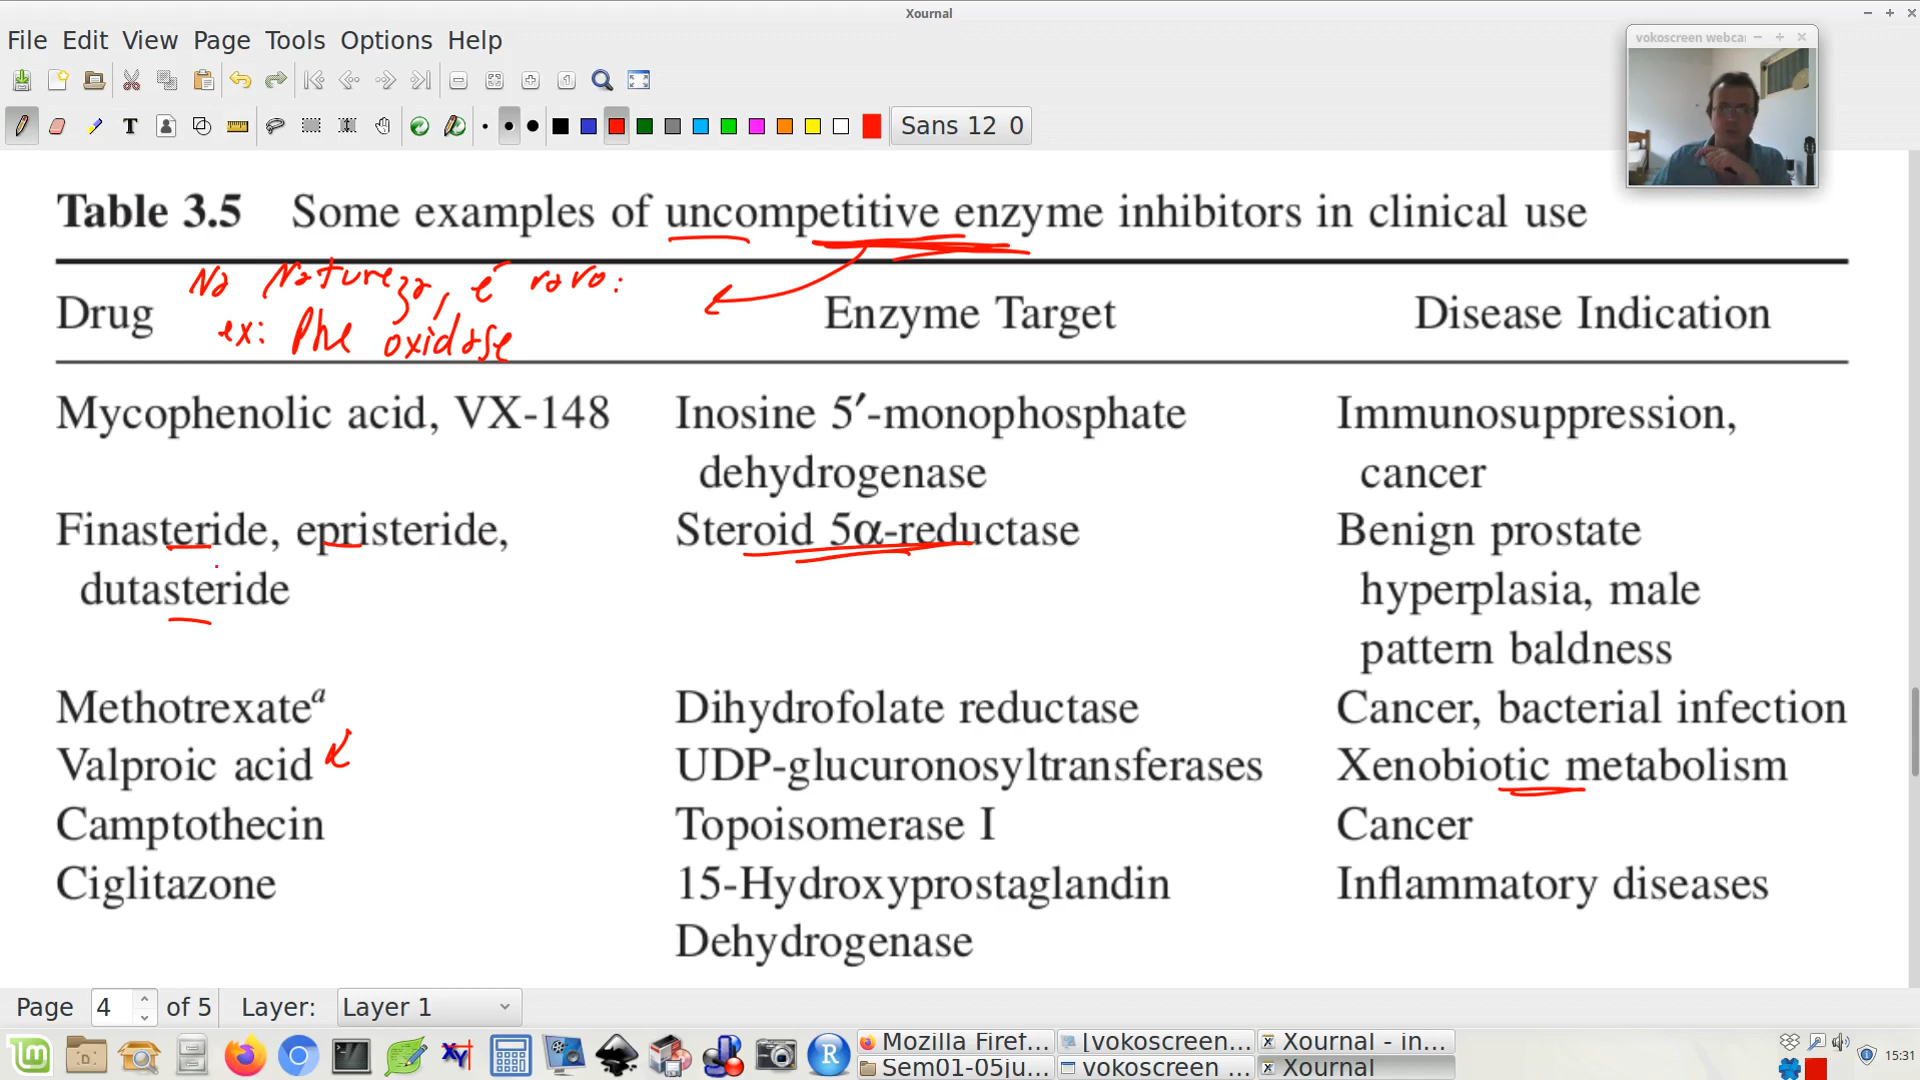 Xournal
vokoscreen webca
File Edit View Page Tools Options Help
Sans 12 0
Table 3.5 Some examples of uncompetitive enzyme inhibitors in clinical use
Na Natureza, é raro:
ex: Phe oxidase
Drug Enzyme Target Disease Indication
Mycophenolic acid, VX-148 Inosine 5′-monophosphate Immunosuppression,
dehydrogenase cancer
Finasteride, epristeride, Steroid 5α-reductase Benign prostate
dutasteride hyperplasia, male
pattern baldness
Methotrexateᵃ Dihydrofolate reductase Cancer, bacterial infection
Valproic acid UDP-glucuronosyltransferases Xenobiotic metabolism
Camptothecin Topoisomerase I Cancer
Ciglitazone 15-Hydroxyprostaglandin Inflammatory diseases
Dehydrogenase
Page 4 of 5 Layer: Layer 1
Mozilla Firef... [vokoscreen... Xournal - in...
Sem01-05ju... vokoscreen ... Xournal
15:31